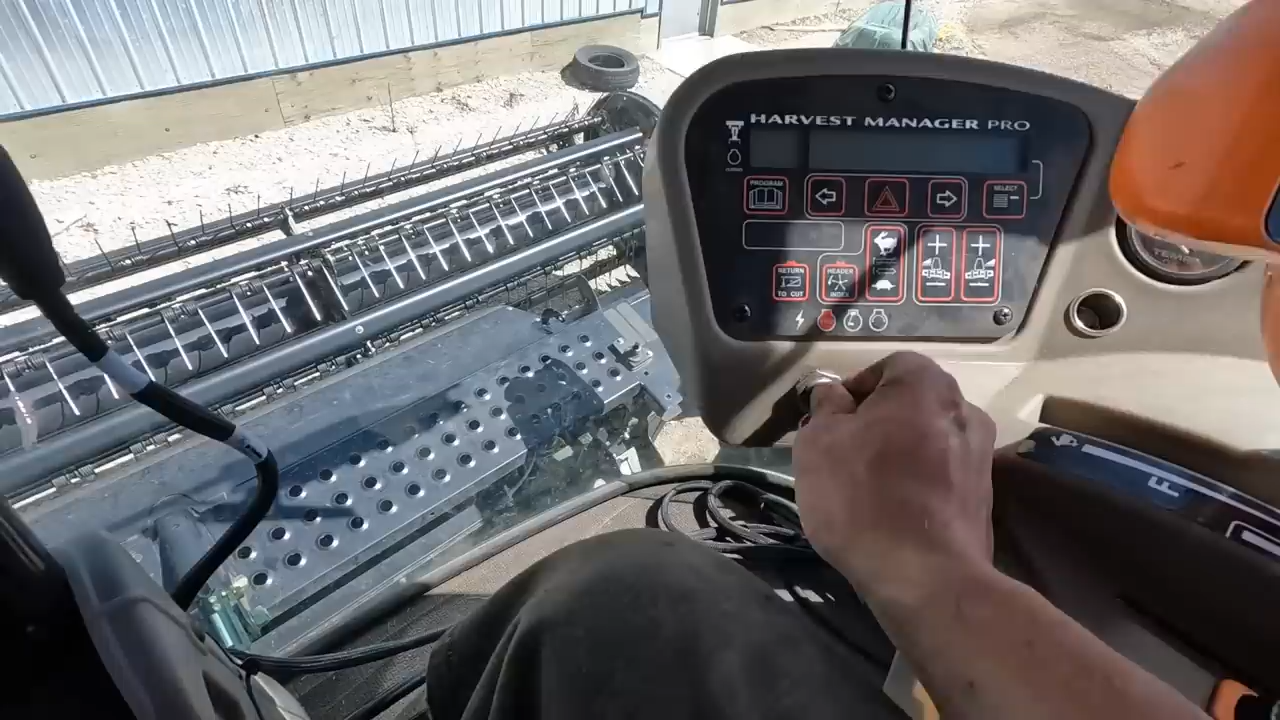 HARVEST MANAGER PRO
PROGRAM
SELECT
RETURN
TO CUT
HEADER
INDEX
F